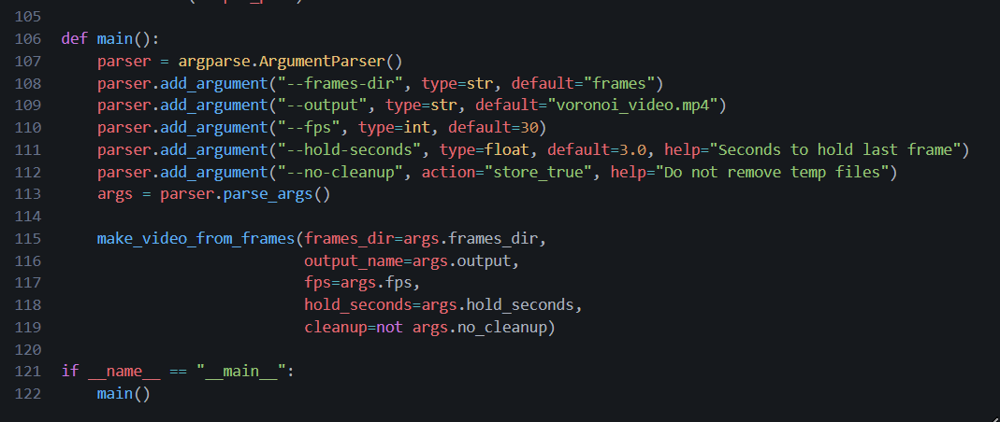 105
106 def main():
107     parser = argparse.ArgumentParser()
108     parser.add_argument("--frames-dir", type=str, default="frames")
109     parser.add_argument("--output", type=str, default="voronoi_video.mp4")
110     parser.add_argument("--fps", type=int, default=30)
111     parser.add_argument("--hold-seconds", type=float, default=3.0, help="Seconds to hold last frame")
112     parser.add_argument("--no-cleanup", action="store_true", help="Do not remove temp files")
113     args = parser.parse_args()
114
115     make_video_from_frames(frames_dir=args.frames_dir,
116                            output_name=args.output,
117                            fps=args.fps,
118                            hold_seconds=args.hold_seconds,
119                            cleanup=not args.no_cleanup)
120
121 if __name__ == "__main__":
122     main()